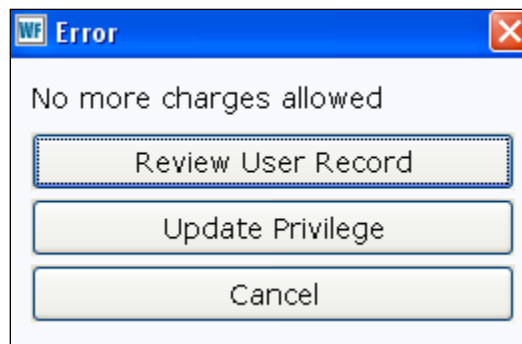 WF Error
No more charges allowed
Review User Record
Update Privilege
Cancel